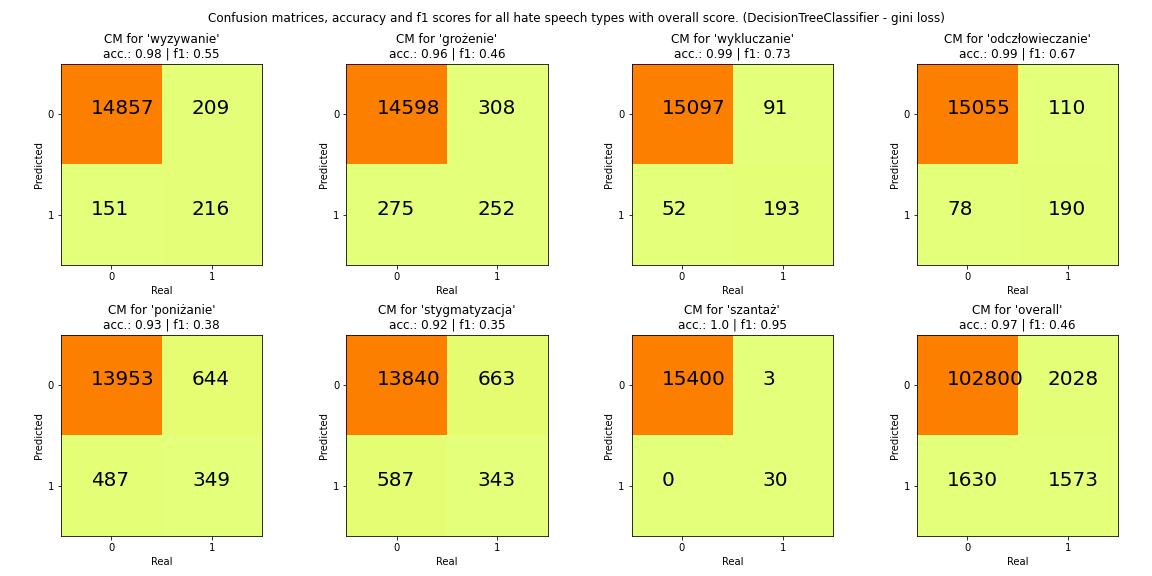 Confusion matrices, accuracy and f1 scores for all hate speech types with overall score. (DecisionTreeClassifier - gini loss)
CM for 'wyzywanie'
acc.: 0.98 | f1: 0.55
0
14857 209
Predicted
1
151 216
0 1
Real
CM for 'grożenie'
acc.: 0.96 | f1: 0.46
0
14598 308
Predicted
1
275 252
0 1
Real
CM for 'wykluczanie'
acc.: 0.99 | f1: 0.73
0
15097 91
Predicted
1
52 193
0 1
Real
CM for 'odczłowieczanie'
acc.: 0.99 | f1: 0.67
0
15055 110
Predicted
1
78 190
0 1
Real
CM for 'poniżanie'
acc.: 0.93 | f1: 0.38
0
13953 644
Predicted
1
487 349
0 1
Real
CM for 'stygmatyzacja'
acc.: 0.92 | f1: 0.35
0
13840 663
Predicted
1
587 343
0 1
Real
CM for 'szantaż'
acc.: 1.0 | f1: 0.95
0
15400 3
Predicted
1
0 30
0 1
Real
CM for 'overall'
acc.: 0.97 | f1: 0.46
0
102800 2028
Predicted
1
1630 1573
0 1
Real